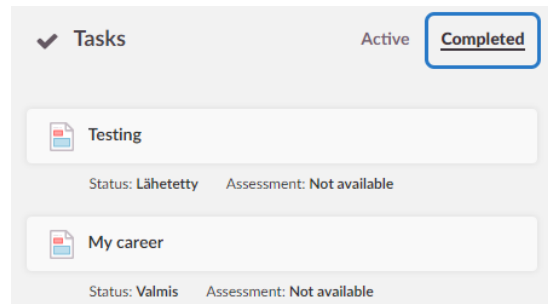 Tasks Active Completed
Testing
Status: Lähetetty Assessment: Not available
My career
Status: Valmis Assessment: Not available